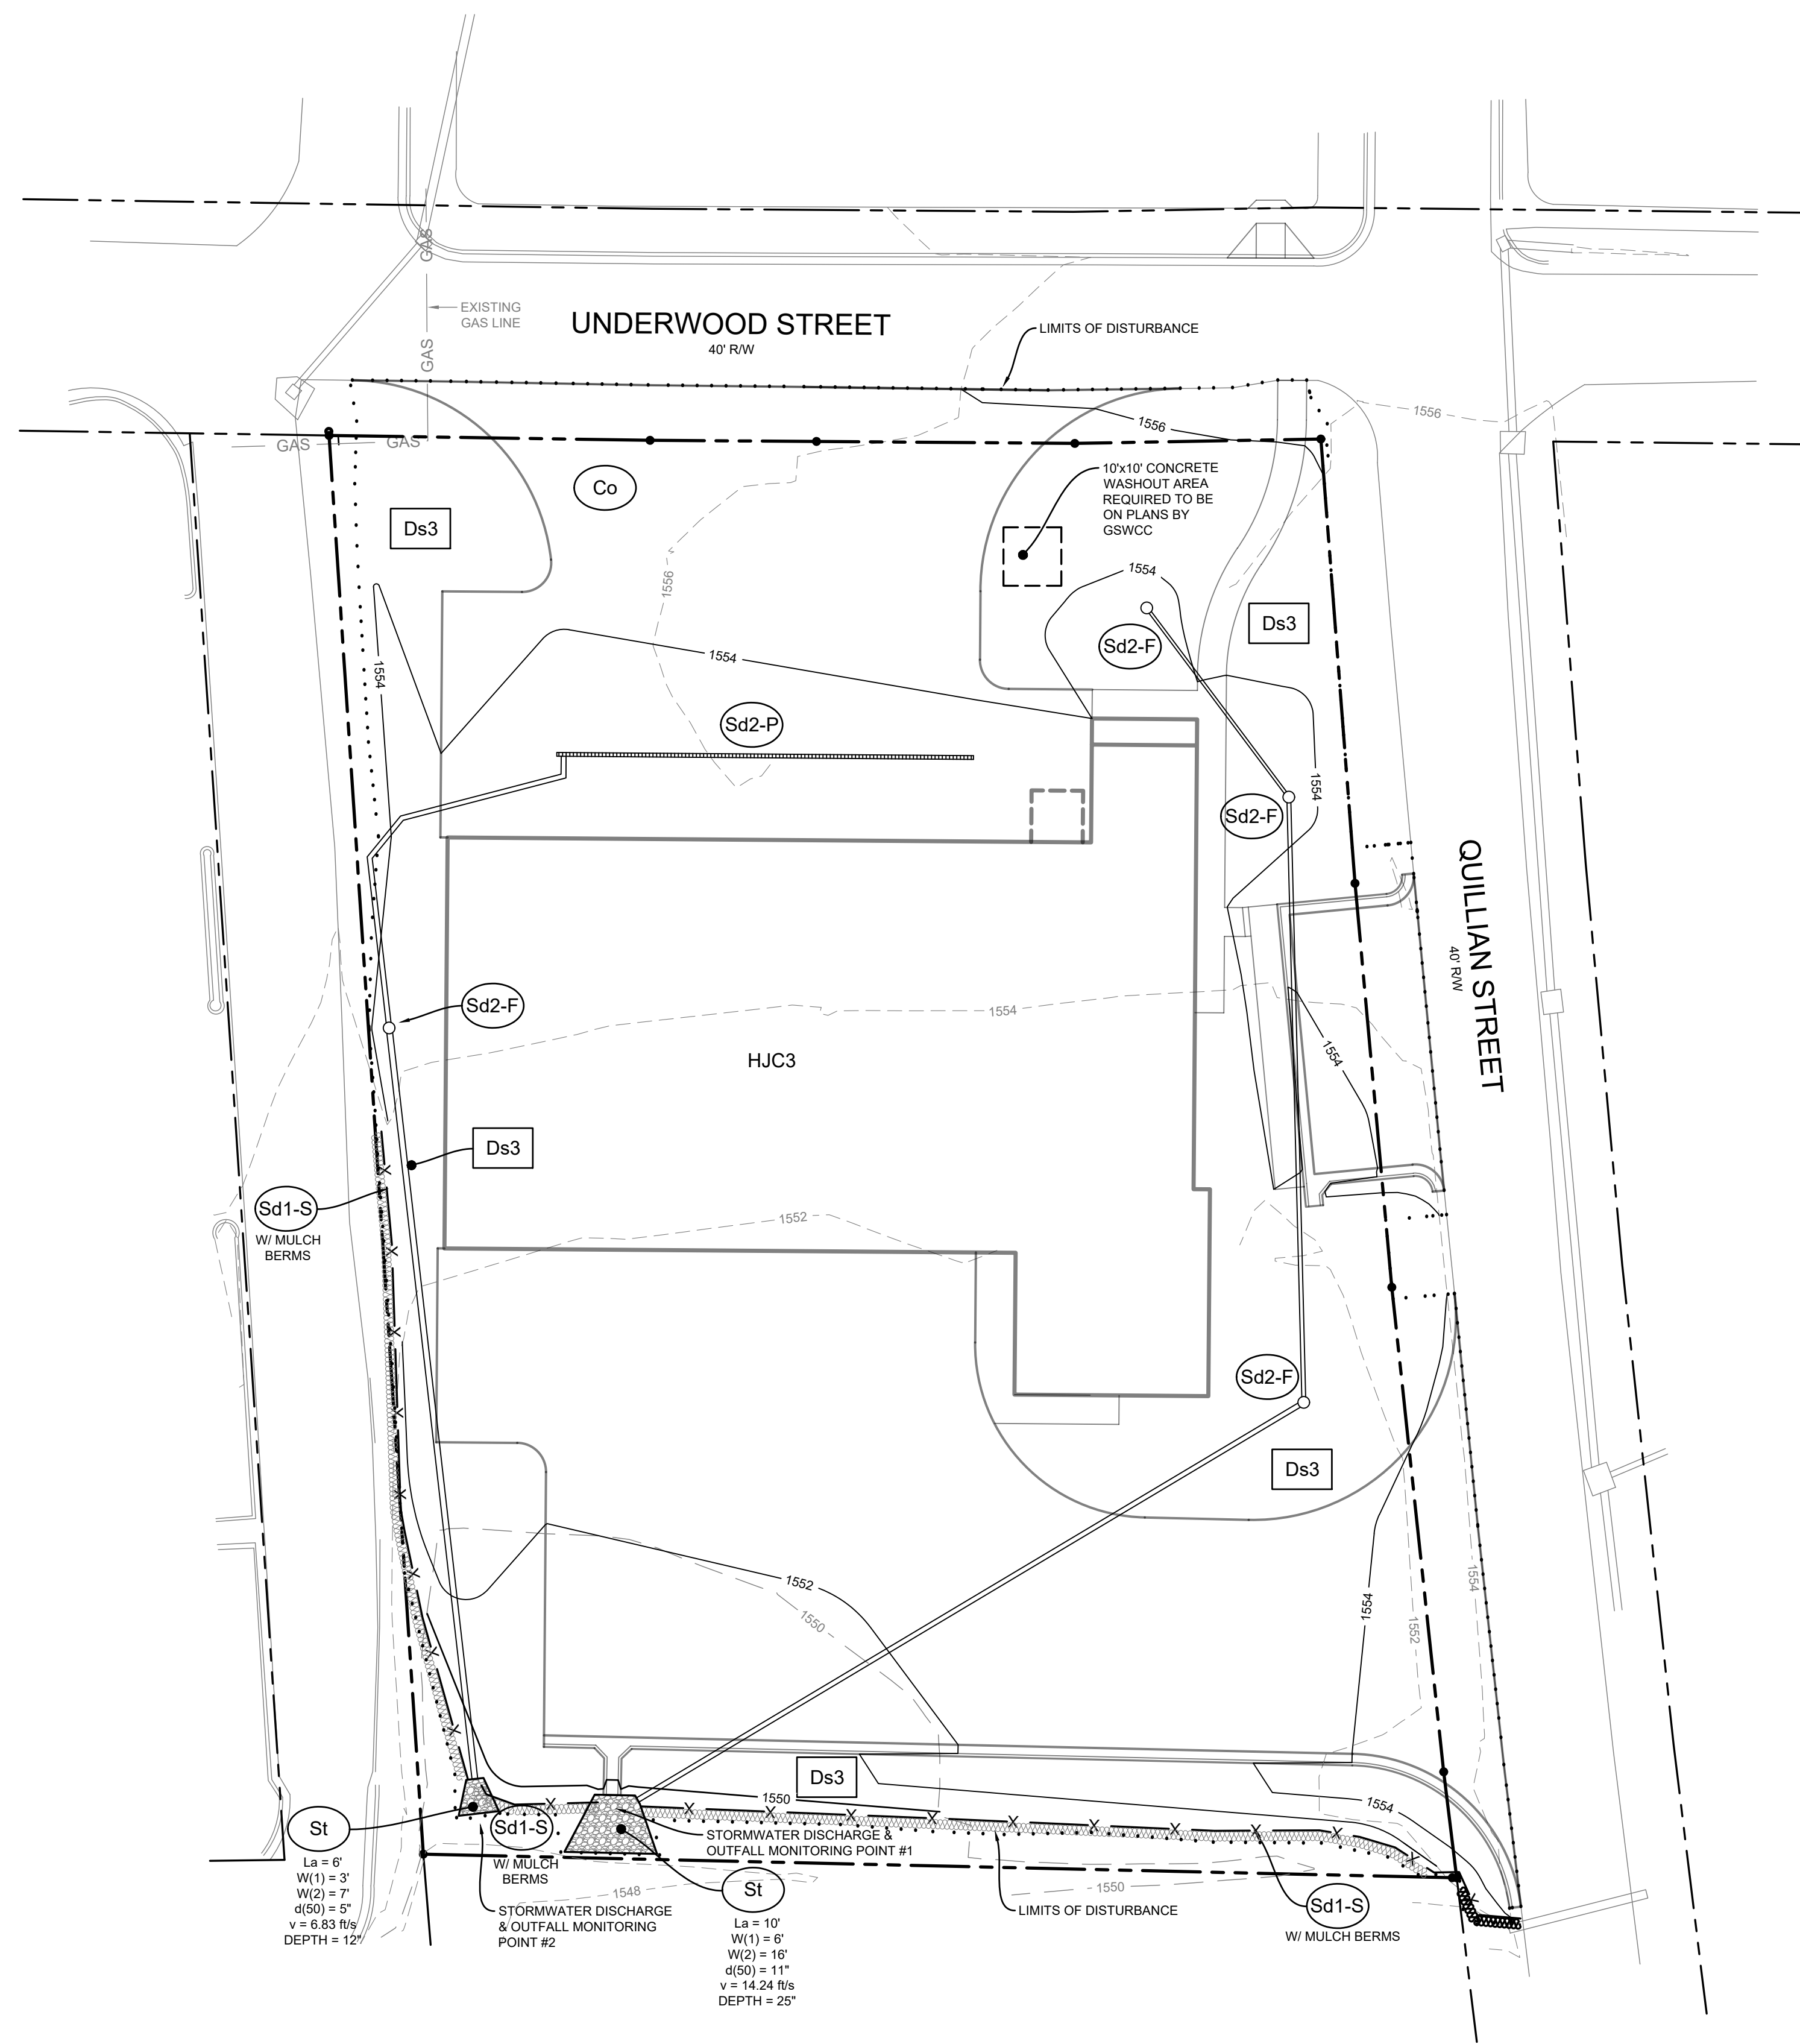 GAS
EXISTING
GAS LINE
GAS
UNDERWOOD STREET
40' R/W
LIMITS OF DISTURBANCE
1556
1556
GAS
GAS
Co
10'x10' CONCRETE
WASHOUT AREA
REQUIRED TO BE
ON PLANS BY
GSWCC
Ds3
1556
1554
Ds3
Sd2-F
1554
1554
Sd2-P
1554
Sd2-F
QUILLIAN STREET
40' R/W
Sd2-F
1554
1554
HJC3
Ds3
Sd1-S
W/ MULCH
BERMS
1552
Sd2-F
Ds3
1552
1550
1554
1552
1554
Ds3
1550
1554
St
La = 6'
W(1) = 3'
W(2) = 7'
d(50) = 5"
v = 6.83 ft/s
DEPTH = 12"
Sd1-S
W/ MULCH
BERMS
STORMWATER DISCHARGE &
OUTFALL MONITORING POINT #1
STORMWATER DISCHARGE
& OUTFALL MONITORING
POINT #2
1548
St
La = 10'
W(1) = 6'
W(2) = 16'
d(50) = 11"
v = 14.24 ft/s
DEPTH = 25"
1550
LIMITS OF DISTURBANCE
Sd1-S
W/ MULCH BERMS